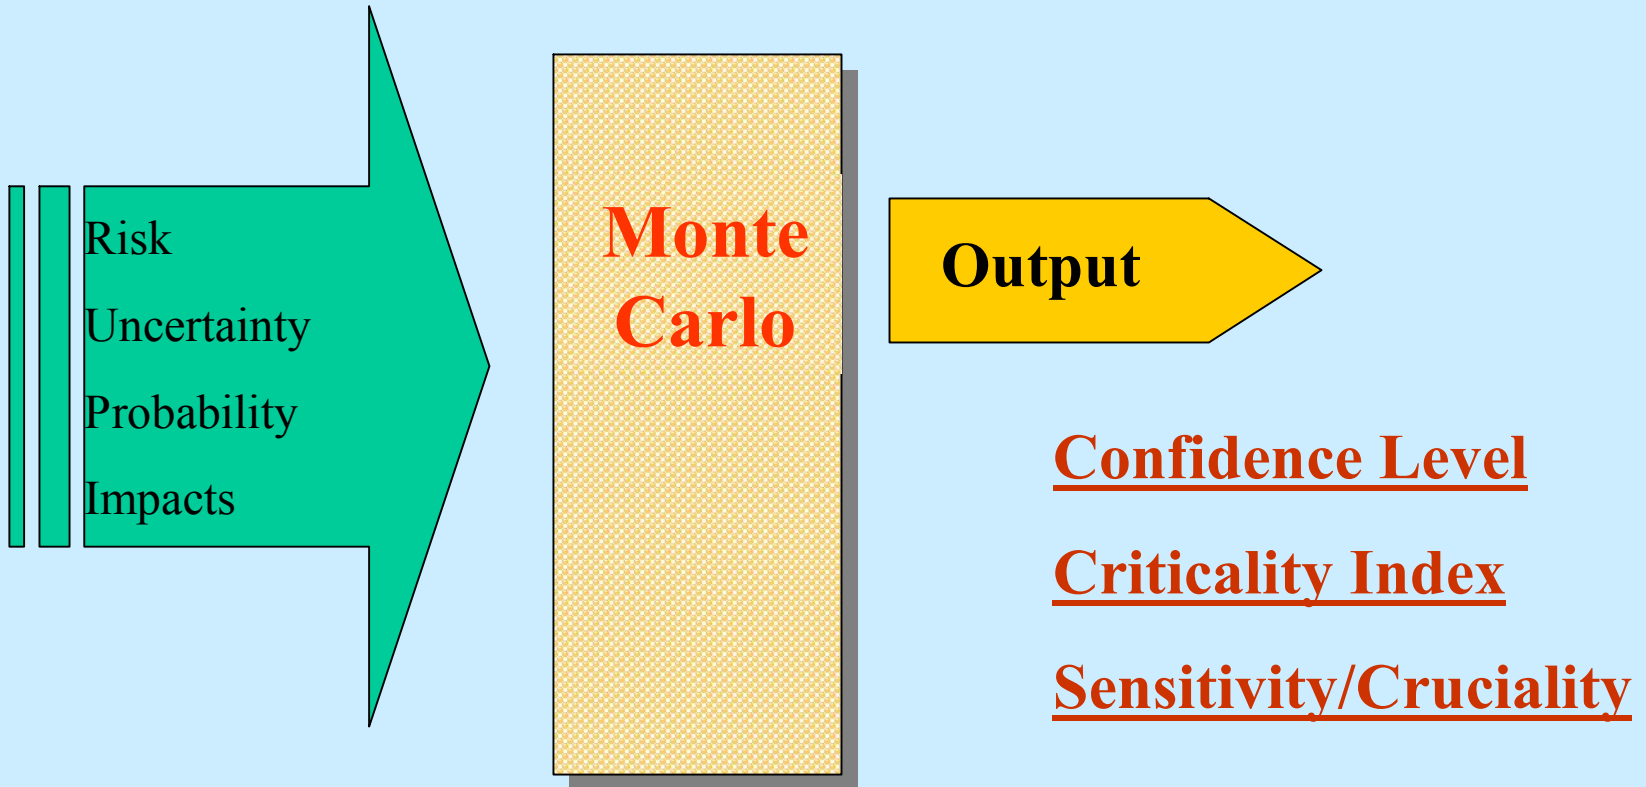 Risk
Uncertainty
Probability
Impacts
Monte
Carlo
Output
Confidence Level
Criticality Index
Sensitivity/Cruciality